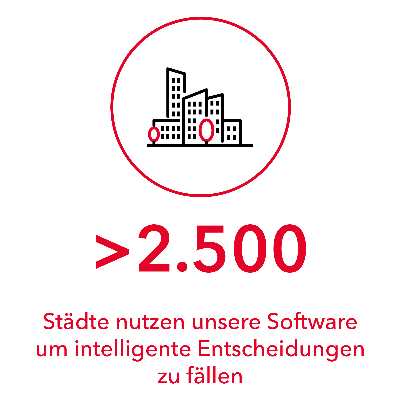 >2.500
Städte nutzen unsere Software
um intelligente Entscheidungen
zu fällen